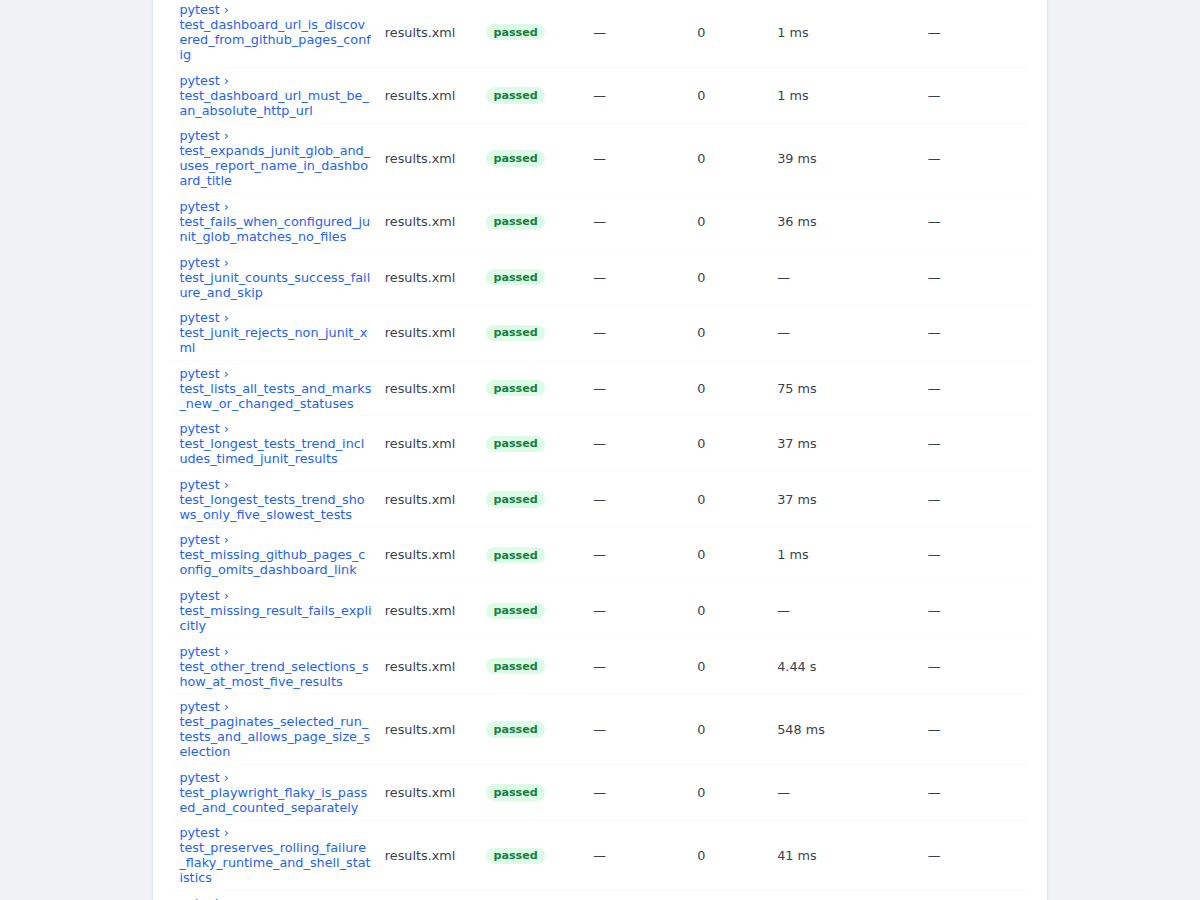 pytest ›
test_dashboard_url_is_discov
ered_from_github_pages_conf
ig
results.xml passed — 0 1 ms —
pytest ›
test_dashboard_url_must_be_
an_absolute_http_url
results.xml passed — 0 1 ms —
pytest ›
test_expands_junit_glob_and_
uses_report_name_in_dashbo
ard_title
results.xml passed — 0 39 ms —
pytest ›
test_fails_when_configured_ju
nit_glob_matches_no_files
results.xml passed — 0 36 ms —
pytest ›
test_junit_counts_success_fail
ure_and_skip
results.xml passed — 0 — —
pytest ›
test_junit_rejects_non_junit_x
ml
results.xml passed — 0 — —
pytest ›
test_lists_all_tests_and_marks
_new_or_changed_statuses
results.xml passed — 0 75 ms —
pytest ›
test_longest_tests_trend_incl
udes_timed_junit_results
results.xml passed — 0 37 ms —
pytest ›
test_longest_tests_trend_sho
ws_only_five_slowest_tests
results.xml passed — 0 37 ms —
pytest ›
test_missing_github_pages_c
onfig_omits_dashboard_link
results.xml passed — 0 1 ms —
pytest ›
test_missing_result_fails_expli
citly
results.xml passed — 0 — —
pytest ›
test_other_trend_selections_s
how_at_most_five_results
results.xml passed — 0 4.44 s —
pytest ›
test_paginates_selected_run_
tests_and_allows_page_size_s
election
results.xml passed — 0 548 ms —
pytest ›
test_playwright_flaky_is_pass
ed_and_counted_separately
results.xml passed — 0 — —
pytest ›
test_preserves_rolling_failure
_flaky_runtime_and_shell_stat
istics
results.xml passed — 0 41 ms —